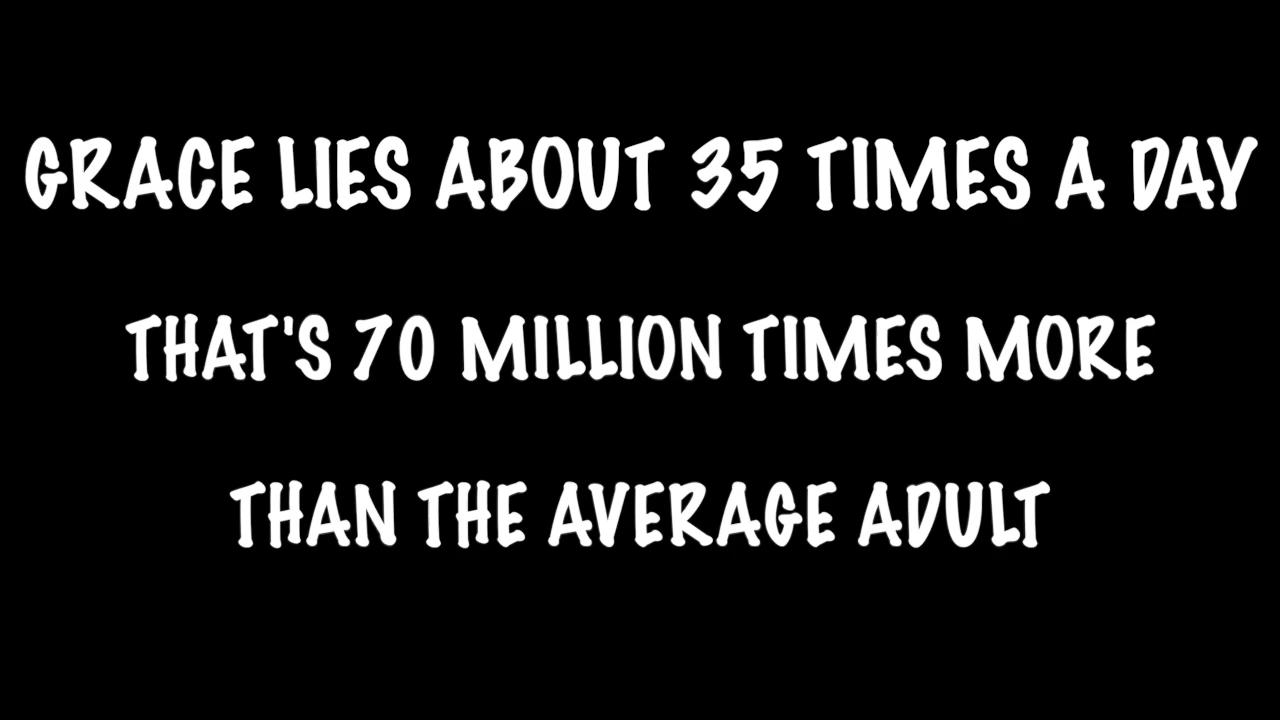 GRACE LIES ABOUT 35 TIMES A DAY
THAT'S 70 MILLION TIMES MORE
THAN THE AVERAGE ADULT